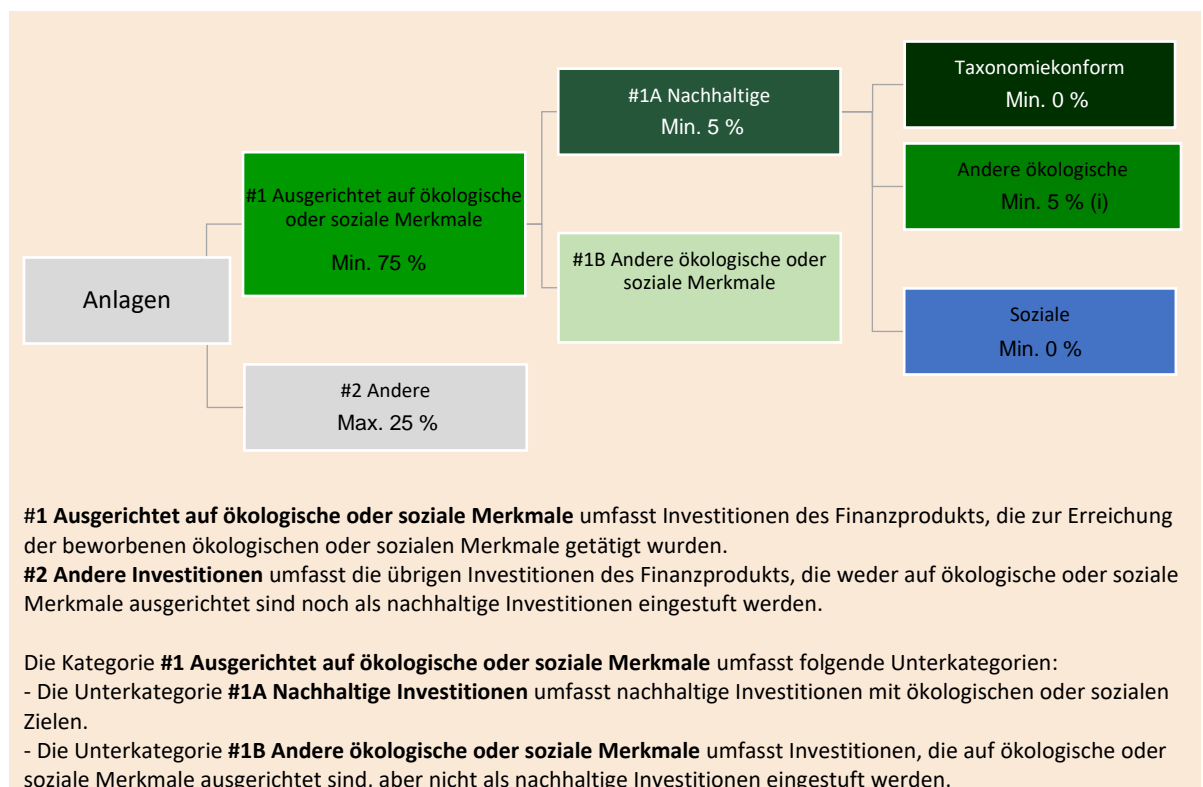 Anlagen
#1 Ausgerichtet auf ökologische
oder soziale Merkmale
Min. 75 %
#2 Andere
Max. 25 %
#1A Nachhaltige
Min. 5 %
#1B Andere ökologische oder
soziale Merkmale
Taxonomiekonform
Min. 0 %
Andere ökologische
Min. 5 % (i)
Soziale
Min. 0 %
#1 Ausgerichtet auf ökologische oder soziale Merkmale umfasst Investitionen des Finanzprodukts, die zur Erreichung
der beworbenen ökologischen oder sozialen Merkmale getätigt wurden.
#2 Andere Investitionen umfasst die übrigen Investitionen des Finanzprodukts, die weder auf ökologische oder soziale
Merkmale ausgerichtet sind noch als nachhaltige Investitionen eingestuft werden.
Die Kategorie #1 Ausgerichtet auf ökologische oder soziale Merkmale umfasst folgende Unterkategorien:
- Die Unterkategorie #1A Nachhaltige Investitionen umfasst nachhaltige Investitionen mit ökologischen oder sozialen
Zielen.
- Die Unterkategorie #1B Andere ökologische oder soziale Merkmale umfasst Investitionen, die auf ökologische oder
soziale Merkmale ausgerichtet sind, aber nicht als nachhaltige Investitionen eingestuft werden.